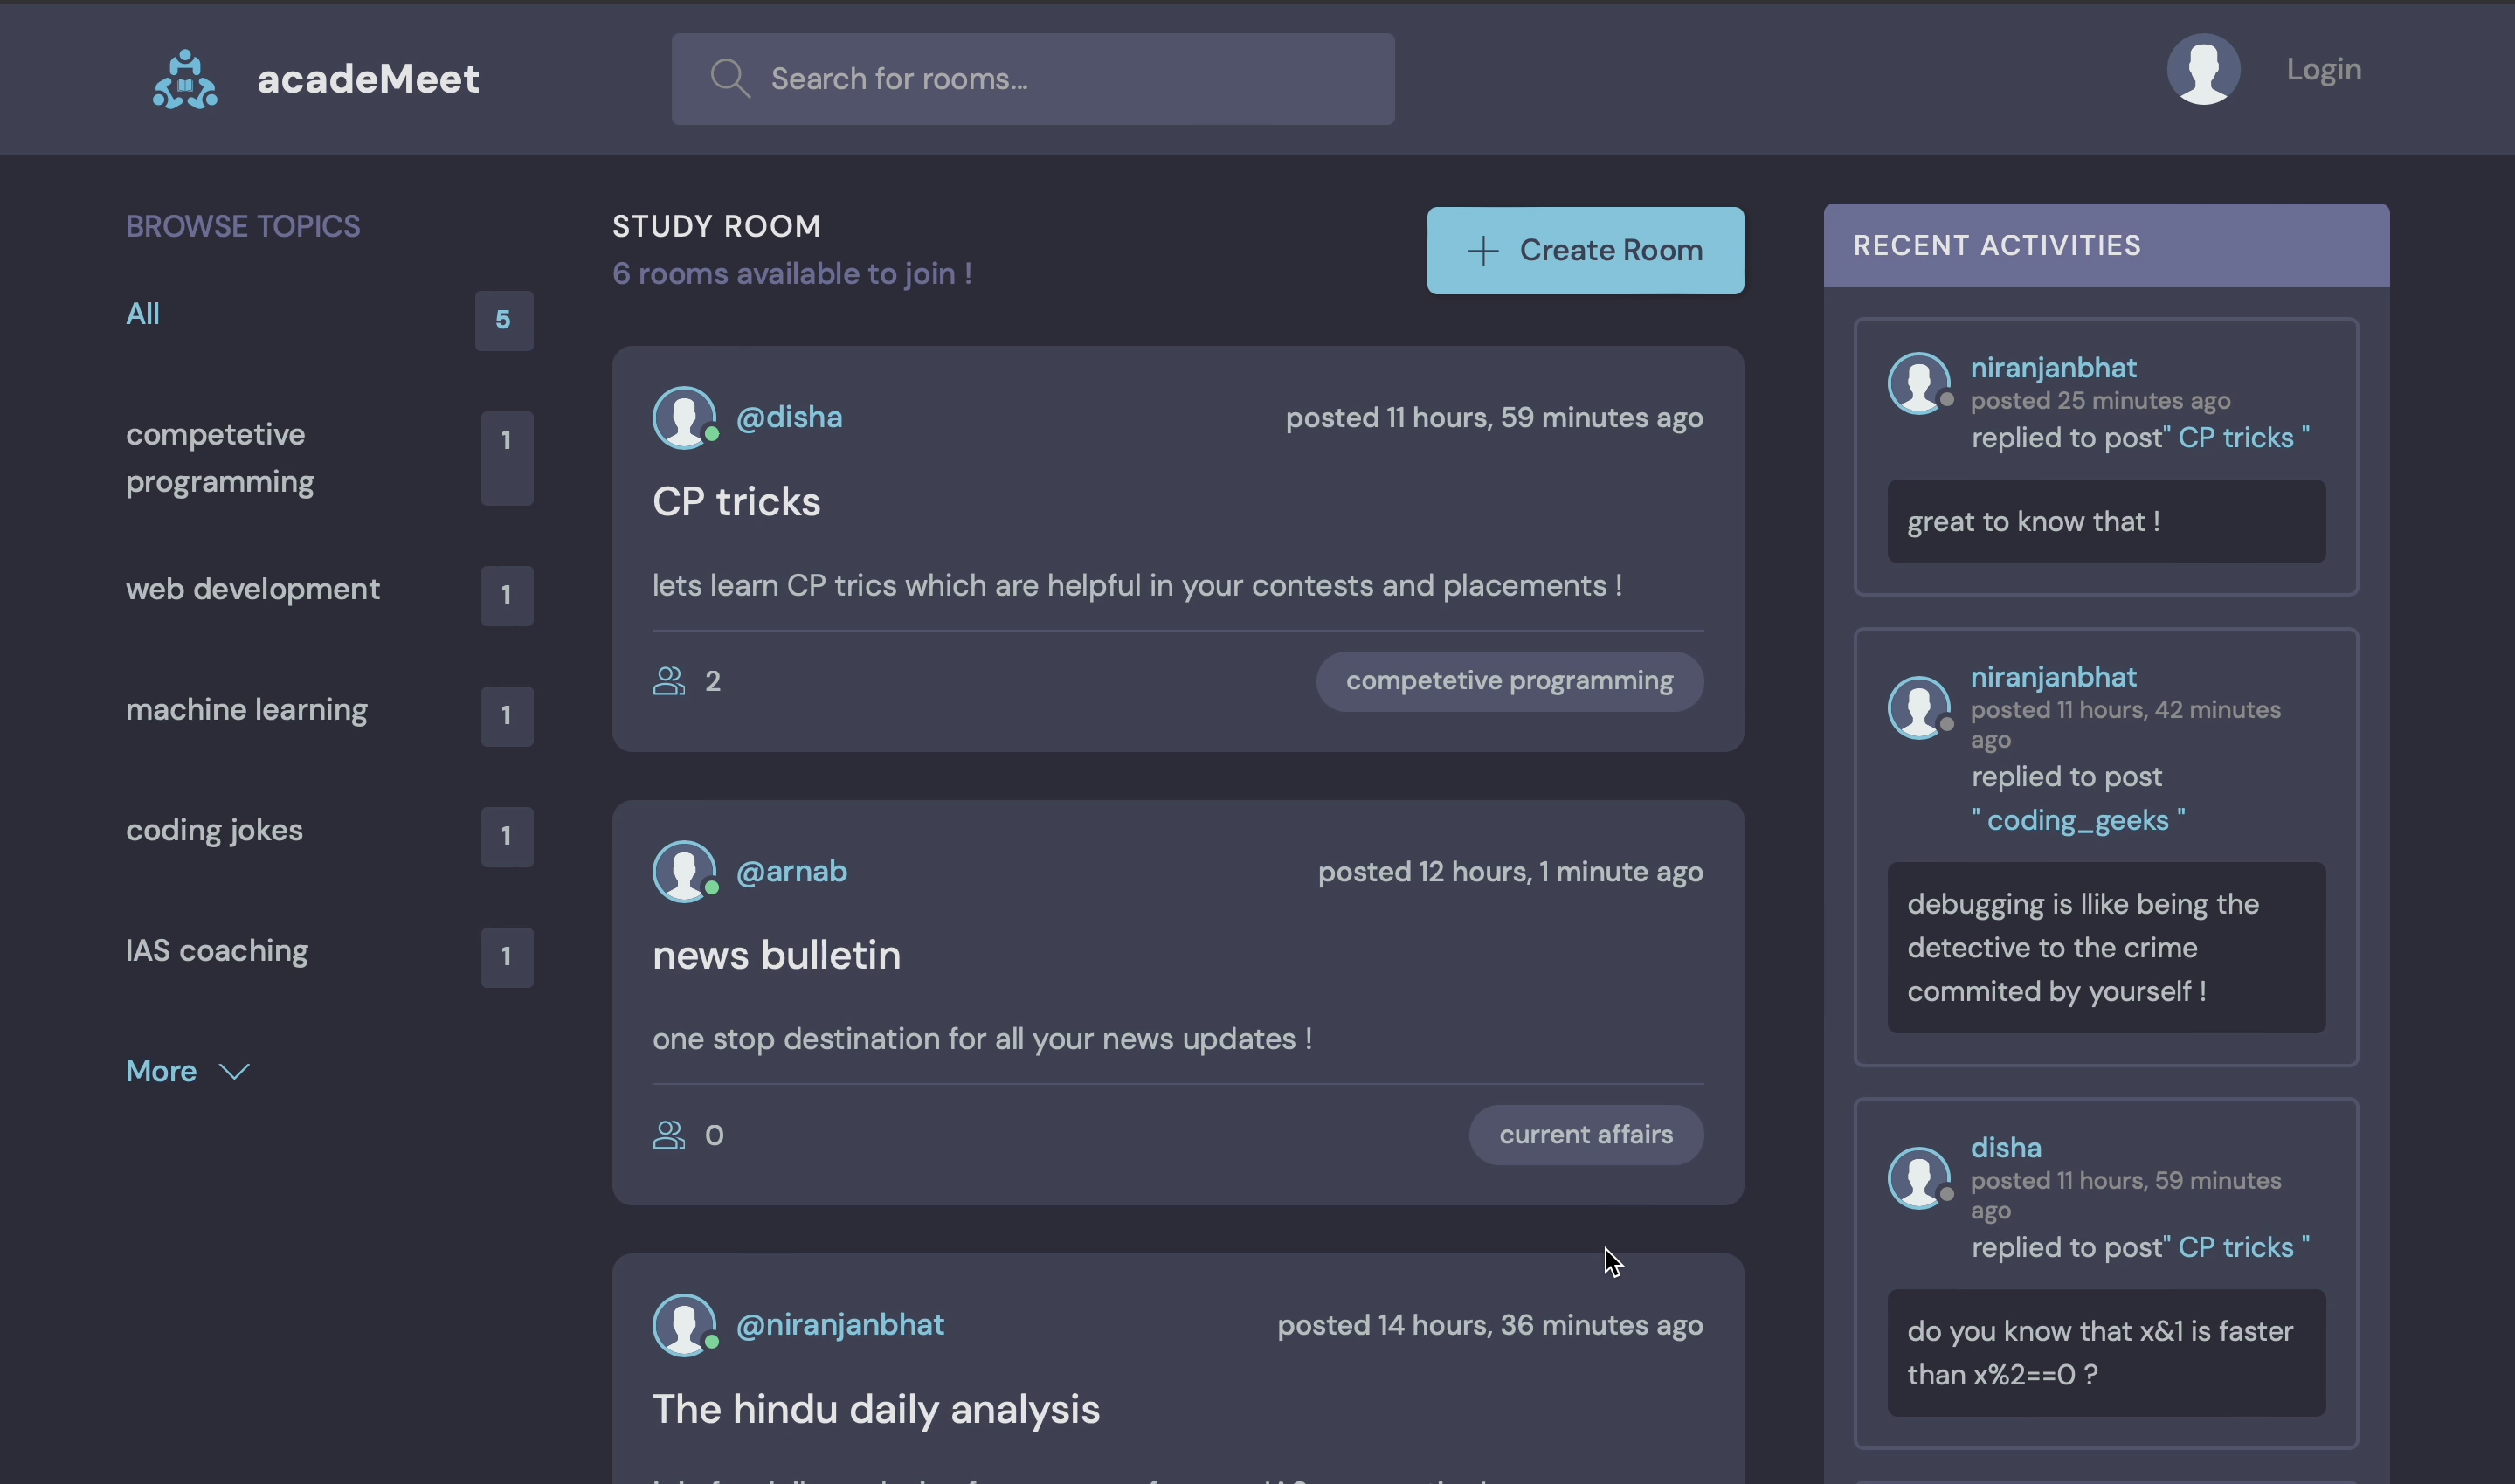 acadeMeet
Search for rooms...
Login
BROWSE TOPICS
All 5
competetive 1
programming
web development 1
machine learning 1
coding jokes 1
IAS coaching 1
More
STUDY ROOM
6 rooms available to join !
Create Room
@disha posted 11 hours, 59 minutes ago
CP tricks
lets learn CP trics which are helpful in your contests and placements !
2 competetive programming
@arnab posted 12 hours, 1 minute ago
news bulletin
one stop destination for all your news updates !
0 current affairs
@niranjanbhat posted 14 hours, 36 minutes ago
The hindu daily analysis
RECENT ACTIVITIES
niranjanbhat
posted 25 minutes ago
replied to post" CP tricks "
great to know that !
niranjanbhat
posted 11 hours, 42 minutes
ago
replied to post
" coding_geeks "
debugging is llike being the
detective to the crime
commited by yourself !
disha
posted 11 hours, 59 minutes
ago
replied to post" CP tricks "
do you know that x&1 is faster
than x%2==0 ?